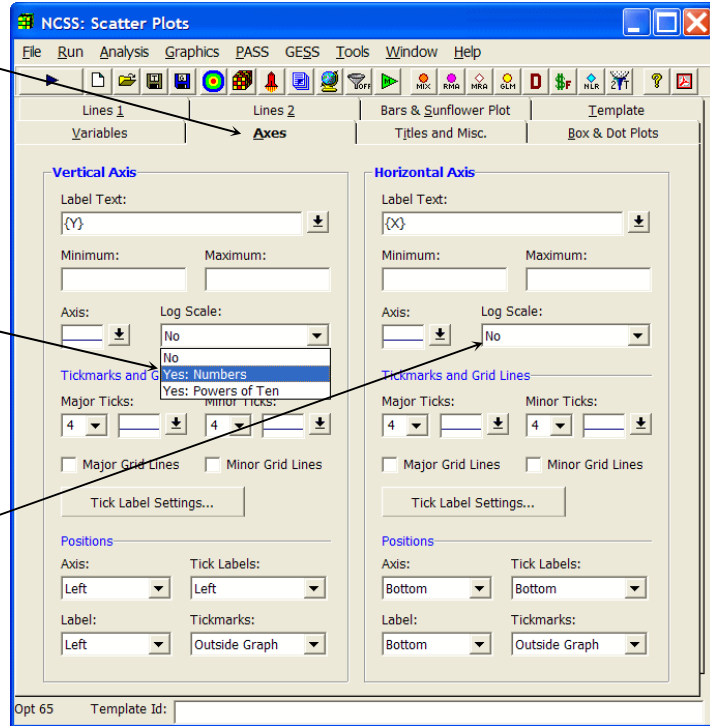 NCSS: Scatter Plots
File Run Analysis Graphics PASS GESS Tools Window Help
OFF MIX RMA MRA GLM D $F NLR 2YT ?
Lines 1 Lines 2 Bars & Sunflower Plot Template
Variables Axes Titles and Misc. Box & Dot Plots
Vertical Axis
Label Text:
{Y}
Minimum: Maximum:
Axis: Log Scale:
No
No
Yes: Numbers
Yes: Powers of Ten
Tickmarks and G
Major Ticks: Minor Ticks:
4 4
Major Grid Lines Minor Grid Lines
Tick Label Settings...
Positions
Axis: Tick Labels:
Left Left
Label: Tickmarks:
Left Outside Graph
Horizontal Axis
Label Text:
{X}
Minimum: Maximum:
Axis: Log Scale:
No
Tickmarks and Grid Lines
Major Ticks: Minor Ticks:
4 4
Major Grid Lines Minor Grid Lines
Tick Label Settings...
Positions
Axis: Tick Labels:
Bottom Bottom
Label: Tickmarks:
Bottom Outside Graph
Opt 65 Template Id: